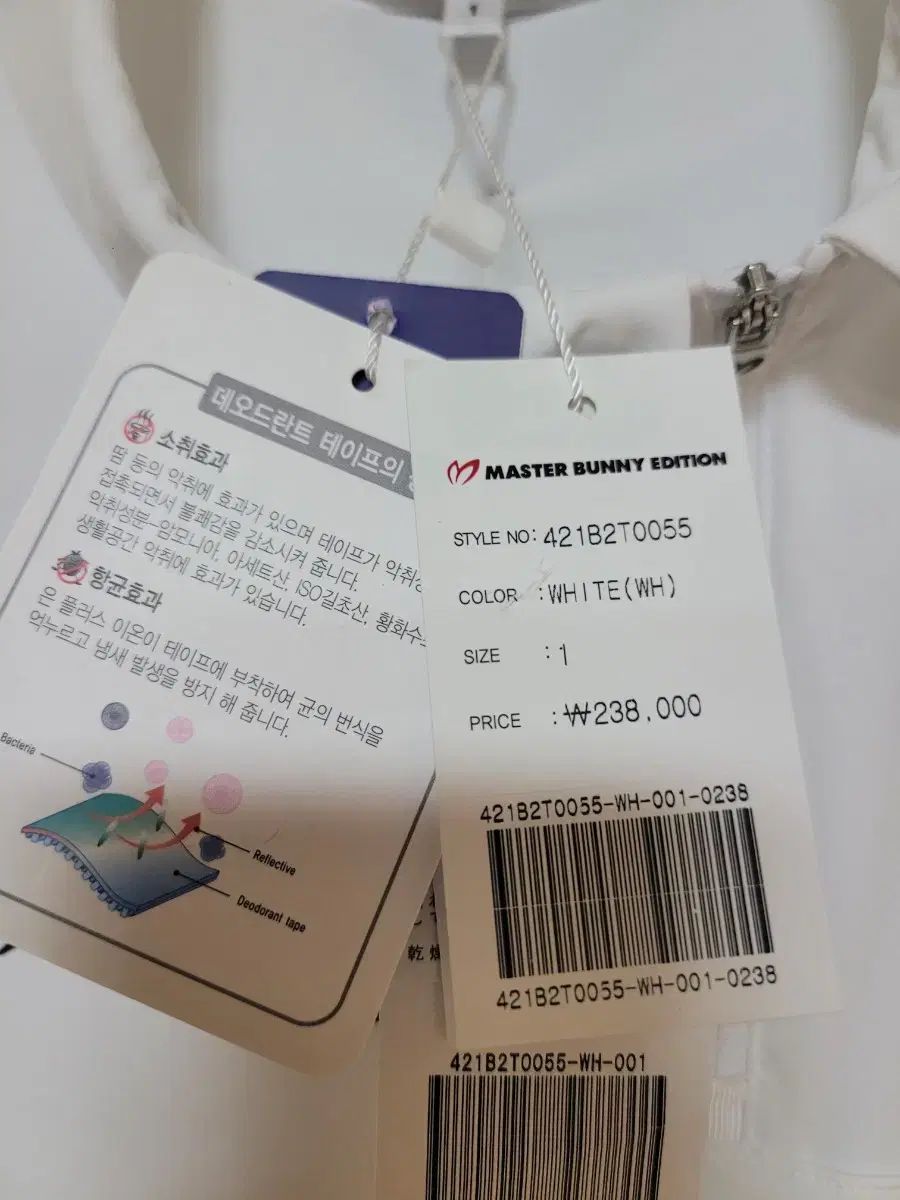 데오드란트 테이프의
소취효과
땀 등의 악취에 효과가 있으며 테이프가 악취성
접촉되면서 불쾌감을 감소시켜 줍니다.
악취성분-암모니아, 아세트산, ISO길초산, 황화수
생활공간 악취에 효과가 있습니다.
항균효과
은 플러스 이온이 테이프에 부착하여 균의 번식을
억누르고 냄새 발생을 방지 해 줍니다.
Bacteria
Reflective
Deodorant tape
MASTER BUNNY EDITION
STYLE NO: 421B2T0055
COLOR : WHITE(WH)
SIZE : 1
PRICE : ₩238,000
421B2T0055-WH-001-0238
421B2T0055-WH-001-0238
乾 燥
421B2T0055-WH-001